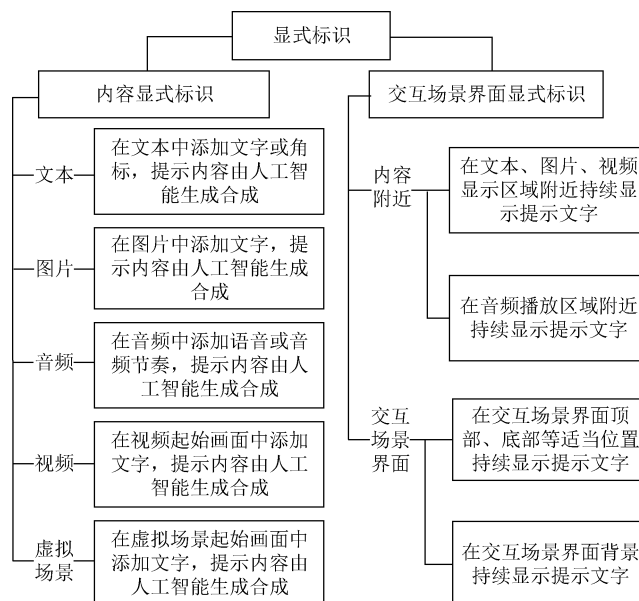 显式标识
内容显式标识
文本
在文本中添加文字或角
标，提示内容由人工智
能生成合成
图片
在图片中添加文字，提
示内容由人工智能生成
合成
音频
在音频中添加语音或音
频节奏，提示内容由人
工智能生成合成
视频
在视频起始画面中添加
文字，提示内容由人工
智能生成合成
虚拟
场景
在虚拟场景起始画面中
添加文字，提示内容由
人工智能生成合成
交互场景界面显式标识
内容
附近
在文本、图片、视频
显示区域附近持续显
示提示文字
在音频播放区域附近
持续显示提示文字
交互
场景
界面
在交互场景界面顶
部、底部等适当位置
持续显示提示文字
在交互场景界面背景
持续显示提示文字